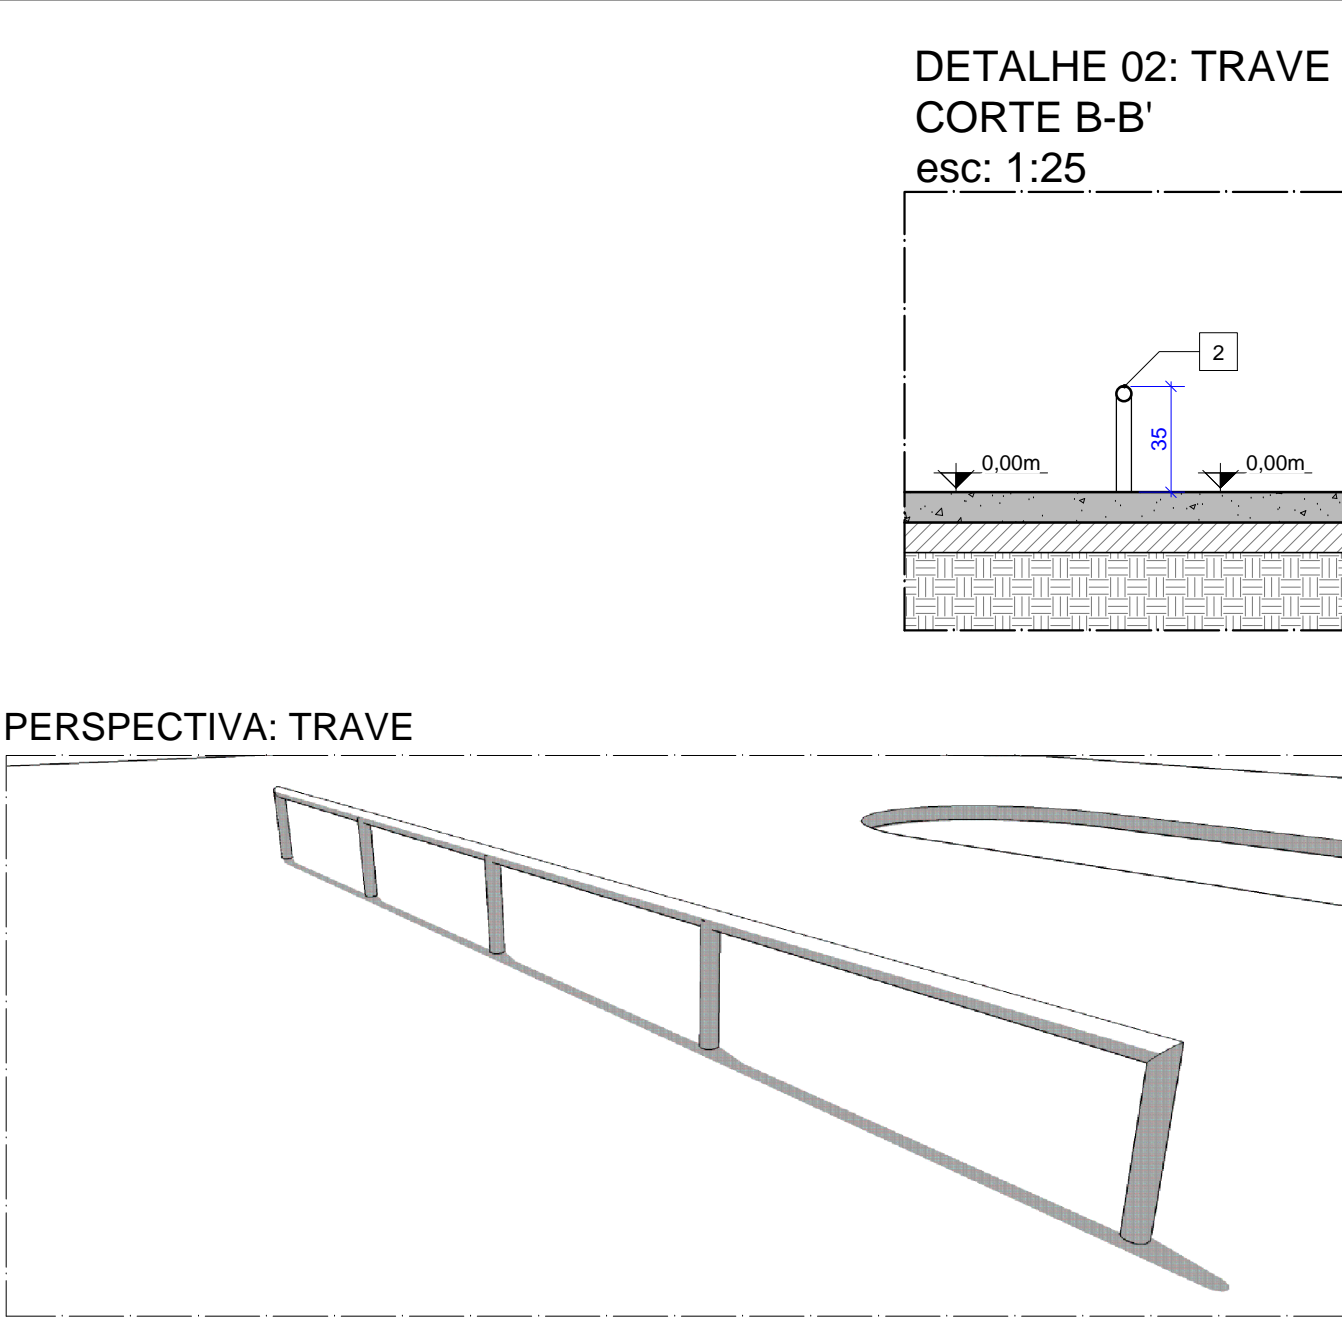 DETALHE 02: TRAVE
CORTE B-B'
esc: 1:25
2
35
0,00m
0,00m
PERSPECTIVA: TRAVE